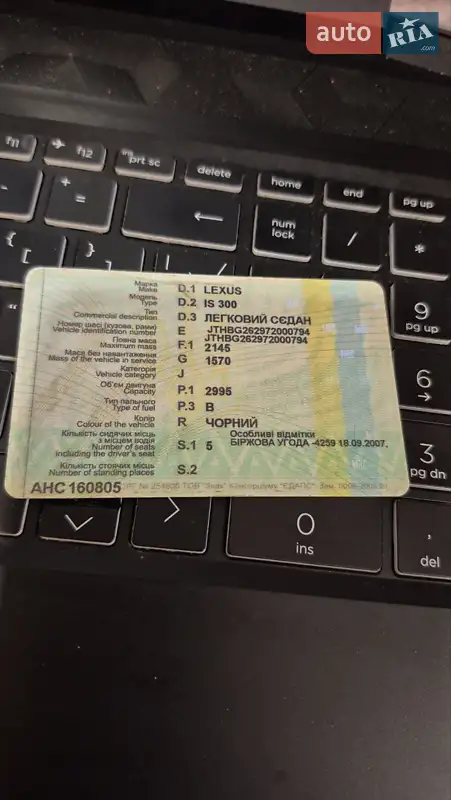 auto RIA.com
f11 f12 prt sc delete home end pg up
num lock / *
9 pg up
6
3 pg dn
0 ins
del
Марка
Make D.1 LEXUS
Модель
Type D.2 IS 300
Тип
Commercial description D.3 ЛЕГКОВИЙ СЄДАН
Номер шасі (кузова, рами)
Vehicle identification number E JTHBG262972000794
JTHBG262972000794
Повна маса
Maximum mass F.1 2145
Маса без навантаження
Mass of the vehicle in service G 1570
Категорія
Vehicle category J
Об'єм двигуна
Capacity P.1 2995
Тип пального
Type of fuel P.3 B
Колір
Colour of the vehicle R ЧОРНИЙ
Кількість сидячих місць
з місцем водія
Number of seats
including the driver's seat S.1 5
Особливі відмітки
БІРЖОВА УГОДА -4259 18.09.2007,
Кількість стоячих місць
Number of standing places S.2
АНС 160805